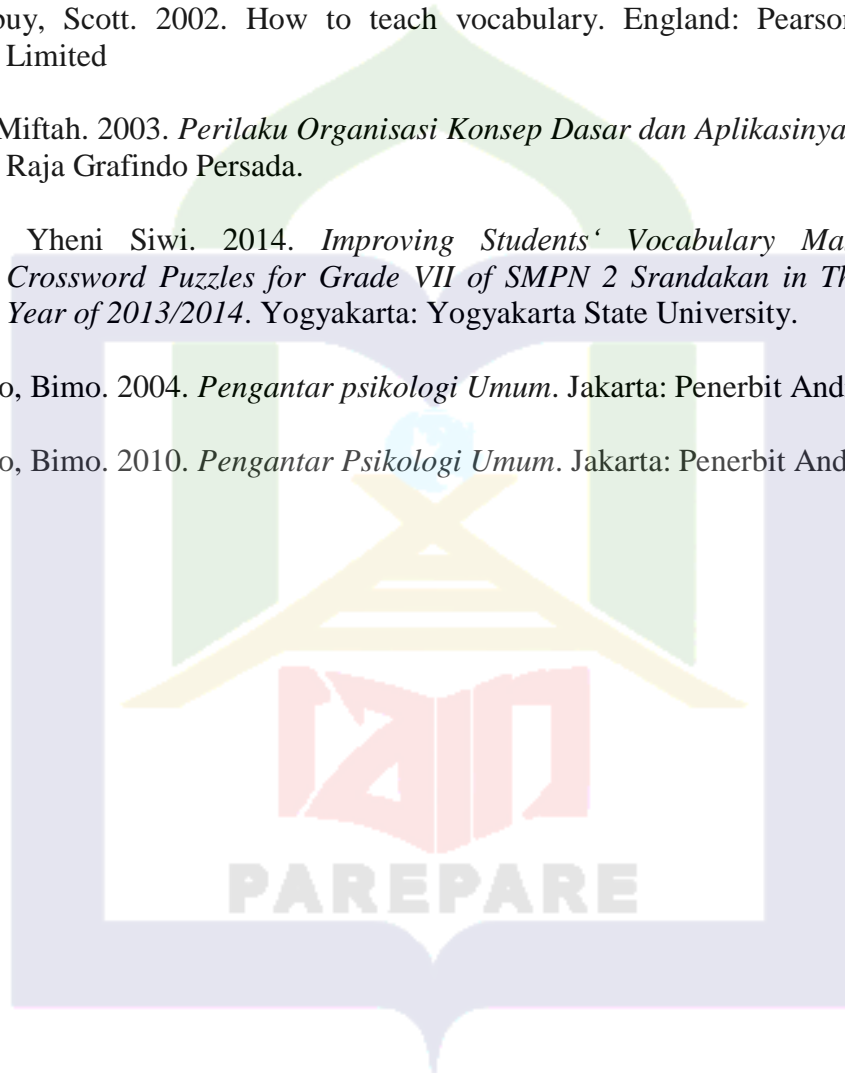 buy, Scott. 2002. How to teach vocabulary. England: Pearson
Limited
Miftah. 2003. Perilaku Organisasi Konsep Dasar dan Aplikasinya
Raja Grafindo Persada.
Yheni Siwi. 2014. Improving Students‘ Vocabulary Ma
Crossword Puzzles for Grade VII of SMPN 2 Srandakan in Th
Year of 2013/2014. Yogyakarta: Yogyakarta State University.
o, Bimo. 2004. Pengantar psikologi Umum. Jakarta: Penerbit And
o, Bimo. 2010. Pengantar Psikologi Umum. Jakarta: Penerbit And
PAREPARE